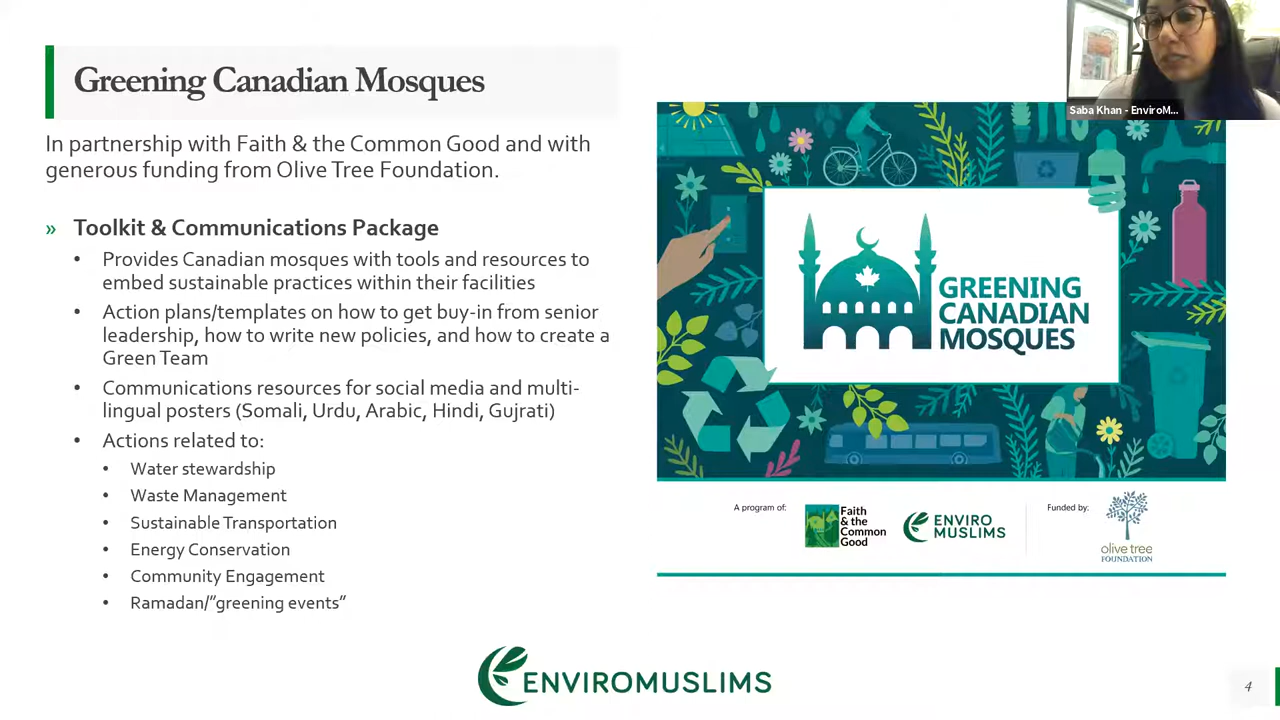 Greening Canadian Mosques
In partnership with Faith & the Common Good and with
generous funding from Olive Tree Foundation.
» Toolkit & Communications Package
• Provides Canadian mosques with tools and resources to
embed sustainable practices within their facilities
• Action plans/templates on how to get buy-in from senior
leadership, how to write new policies, and how to create a
Green Team
• Communications resources for social media and multi-
lingual posters (Somali, Urdu, Arabic, Hindi, Gujrati)
• Actions related to:
• Water stewardship
• Waste Management
• Sustainable Transportation
• Energy Conservation
• Community Engagement
• Ramadan/”greening events”
Saba Khan - EnviroM...
GREENING
CANADIAN
MOSQUES
A program of:
Faith
& the
Common
Good
ENVIRO
MUSLIMS
Funded by:
olive tree
FOUNDATION
ENVIROMUSLIMS
4